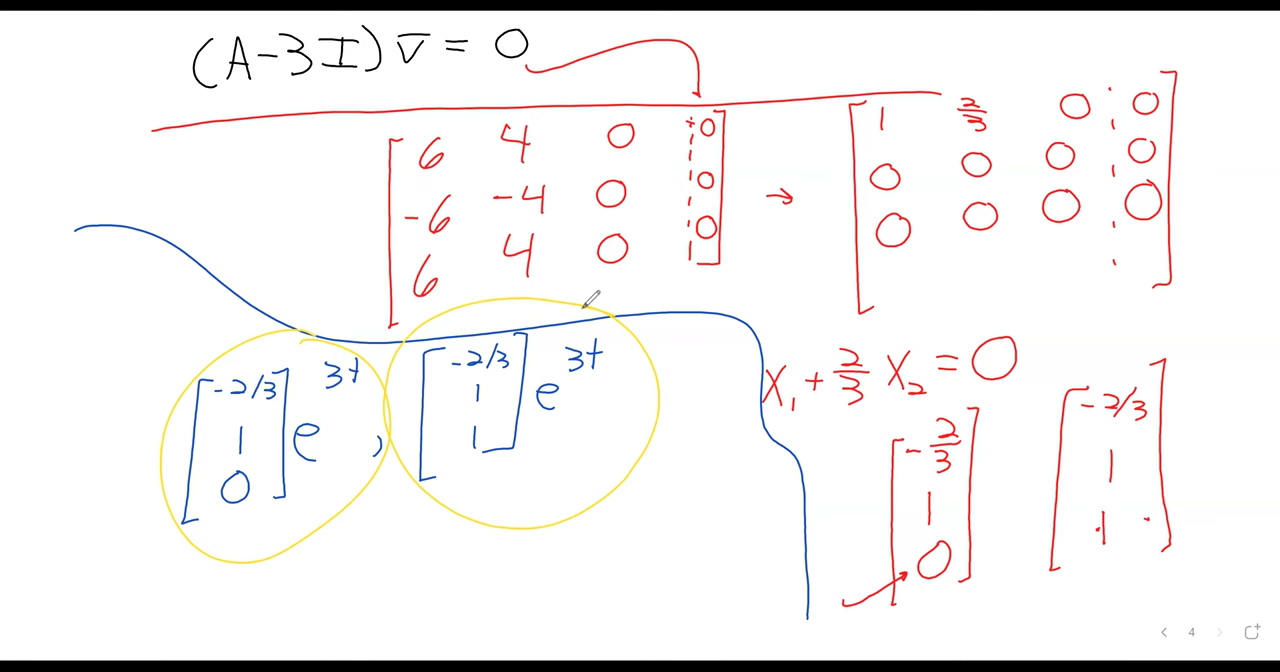 (A-3I) v̄ = 0
[ 6 4 0 ¦ 0 ] → [ 1 2/3 0 ¦ 0 ]
[ -6 -4 0 ¦ 0 ] [ 0 0 0 ¦ 0 ]
[ 6 4 0 ¦ 0 ] [ 0 0 0 ¦ 0 ]
[ -2/3 1 0 ] e^{3t} , [ -2/3 1 1 ] e^{3t}
x₁ + 2/3 x₂ = 0
[ -2/3 1 0 ] [ -2/3 1 1 ]
< 4 >